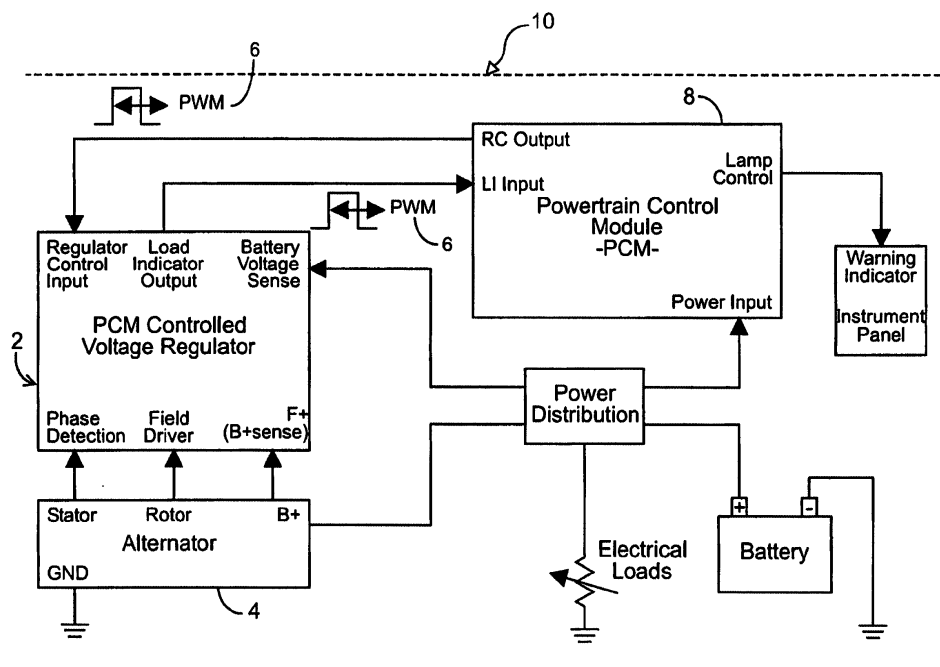 10
6
PWM
8
RC Output
Lamp
Control
LI Input
Powertrain Control
Module
-PCM-
PWM
6
Power Input
Warning
Indicator
Instrument
Panel
Regulator
Control
Input
Load
Indicator
Output
Battery
Voltage
Sense
PCM Controlled
Voltage Regulator
2
Phase
Detection
Field
Driver
F+
(B+sense)
Power
Distribution
Stator
Rotor
B+
Alternator
GND
4
Electrical
Loads
+
-
Battery